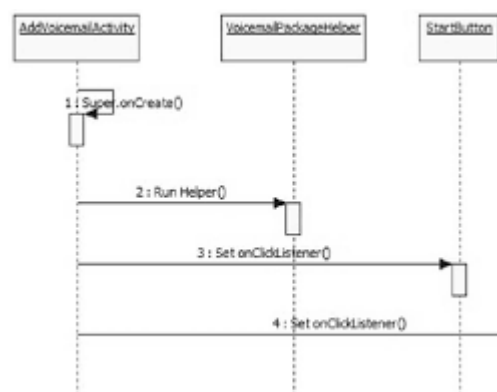 AddVoicemailActivity
VoicemailPackageHelper
StartButton
1 : Super.onCreate()
2 : Run Helper()
3 : Set onClickListener()
4 : Set onClickListener()